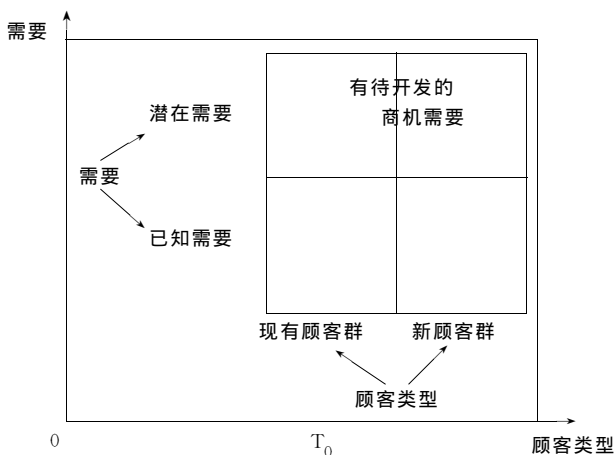 需要
有待开发的
商机需要
潜在需要
需要
已知需要
现有顾客群
新顾客群
顾客类型
0
T₀
顾客类型